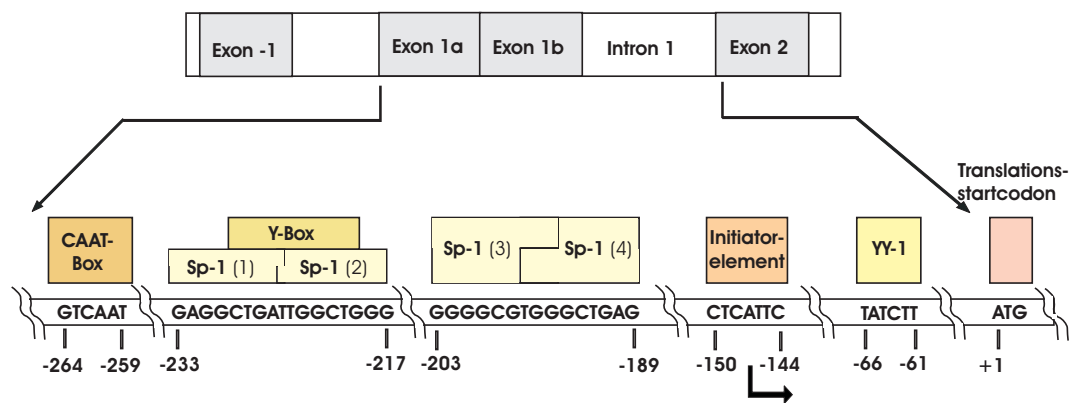 Exon -1
Exon 1a
Exon 1b
Intron 1
Exon 2
Translations-
startcodon
CAAT-
Box
Y-Box
Sp-1 (1)
Sp-1 (2)
Sp-1 (3)
Sp-1 (4)
Initiator-
element
YY-1
GTCAAT
GAGGCTGATTGGCTGGG
GGGGCGTGGGCTGAG
CTCATTC
TATCTT
ATG
-264
-259
-233
-217
-203
-189
-150
-144
-66
-61
+1